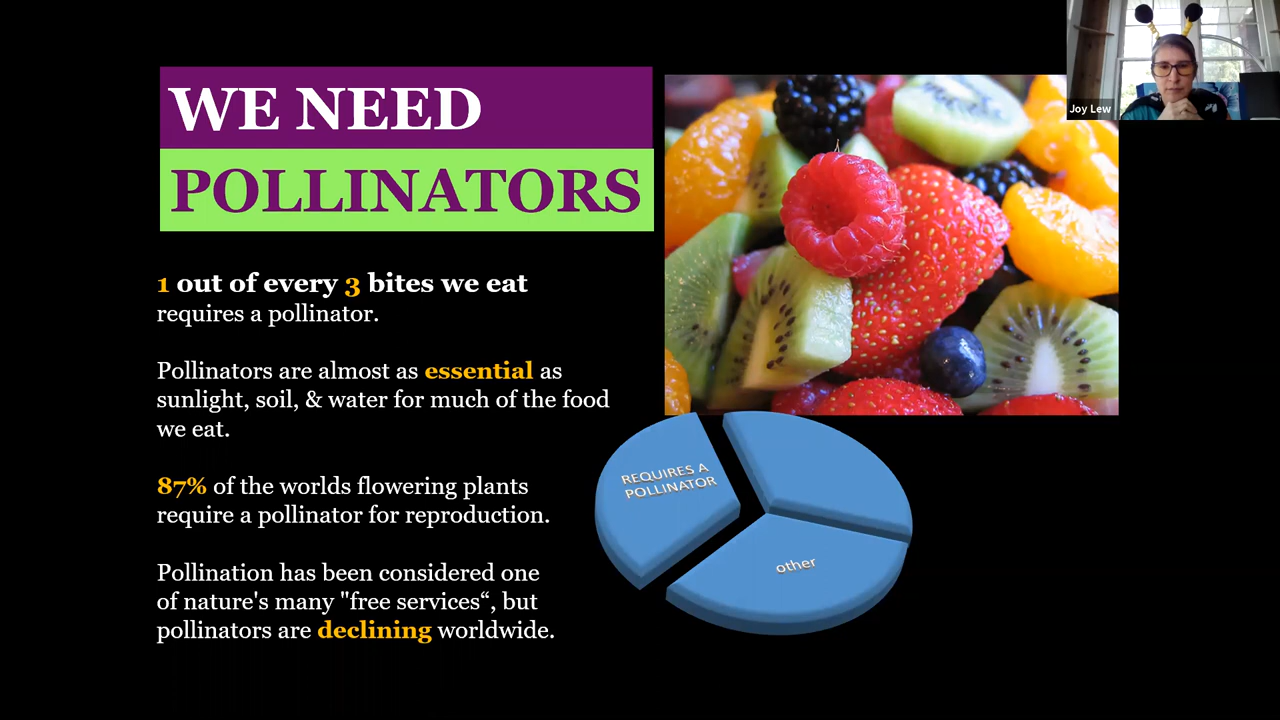 WE NEED
POLLINATORS
1 out of every 3 bites we eat
requires a pollinator.
Pollinators are almost as essential as
sunlight, soil, & water for much of the food
we eat.
87% of the worlds flowering plants
require a pollinator for reproduction.
Pollination has been considered one
of nature's many "free services“, but
pollinators are declining worldwide.
REQUIRES A
POLLINATOR
other
Joy Lew